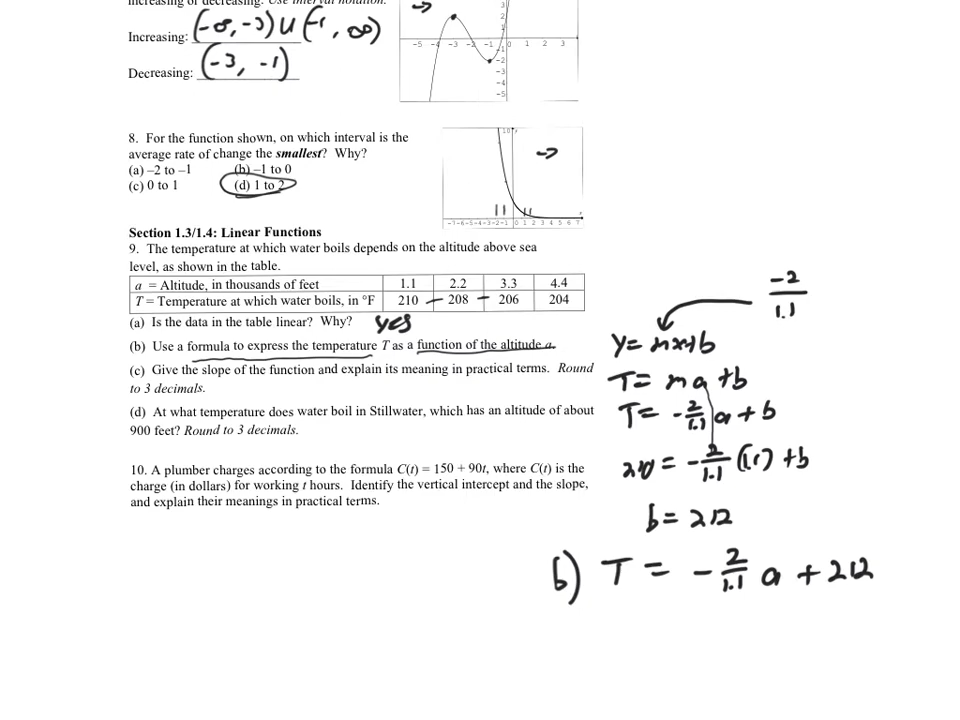 increasing or decreasing. Use interval notation.
Increasing: (-∞, -3) U (-1, ∞)
Decreasing: (-3, -1)
8. For the function shown, on which interval is the
average rate of change the smallest? Why?
(a) –2 to –1 (b) –1 to 0
(c) 0 to 1 (d) 1 to 2
Section 1.3/1.4: Linear Functions
9. The temperature at which water boils depends on the altitude above sea
level, as shown in the table.
a = Altitude, in thousands of feet 1.1 2.2 3.3 4.4
T = Temperature at which water boils, in °F 210 208 206 204
(a) Is the data in the table linear? Why? yes
(b) Use a formula to express the temperature T as a function of the altitude a.
(c) Give the slope of the function and explain its meaning in practical terms. Round
to 3 decimals.
(d) At what temperature does water boil in Stillwater, which has an altitude of about
900 feet? Round to 3 decimals.
10. A plumber charges according to the formula C(t) = 150 + 90t, where C(t) is the
charge (in dollars) for working t hours. Identify the vertical intercept and the slope,
and explain their meanings in practical terms.
-2
1.1
y = mx+b
T = ma + b
T = -2/1.1 a + b
210 = -2/1.1 (1.1) + b
b = 212
b) T = -2/1.1 a + 212